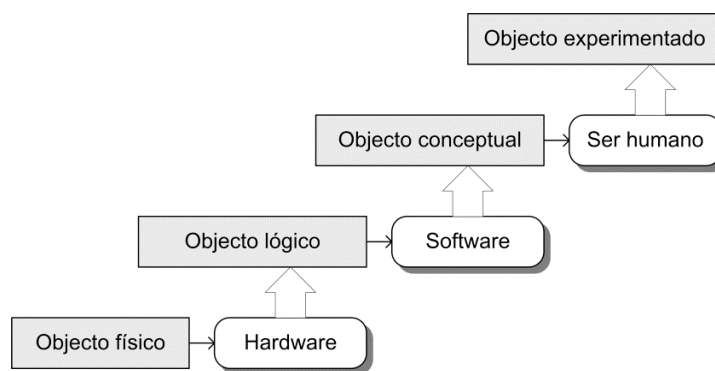 Objecto experimentado
Objecto conceptual
Ser humano
Objecto lógico
Software
Objecto físico
Hardware